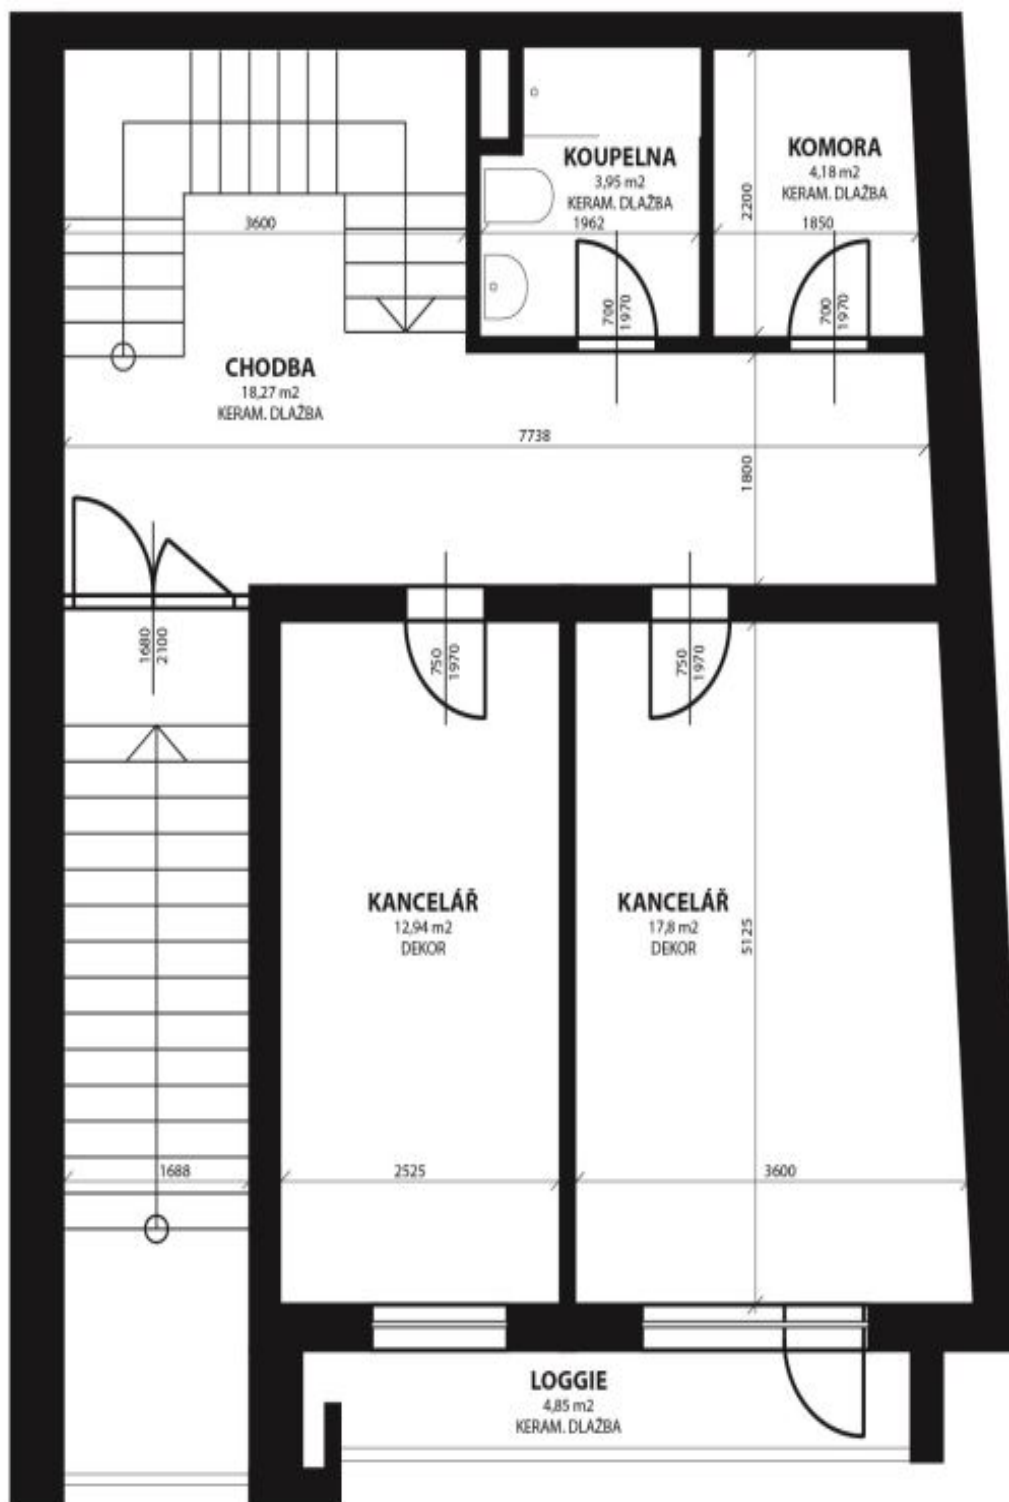 KOUPELNA
3,95 m2
KERAM. DLAŽBA
1962
700
1970
KOMORA
4,18 m2
KERAM. DLAŽBA
1850
2200
700
1970
3600
CHODBA
18,27 m2
KERAM. DLAŽBA
7738
1800
1680
2100
750
1970
750
1970
KANCELÁŘ
12,94 m2
DEKOR
KANCELÁŘ
17,8 m2
DEKOR
5125
1688
2525
3600
LOGGIE
4,85 m2
KERAM. DLAŽBA